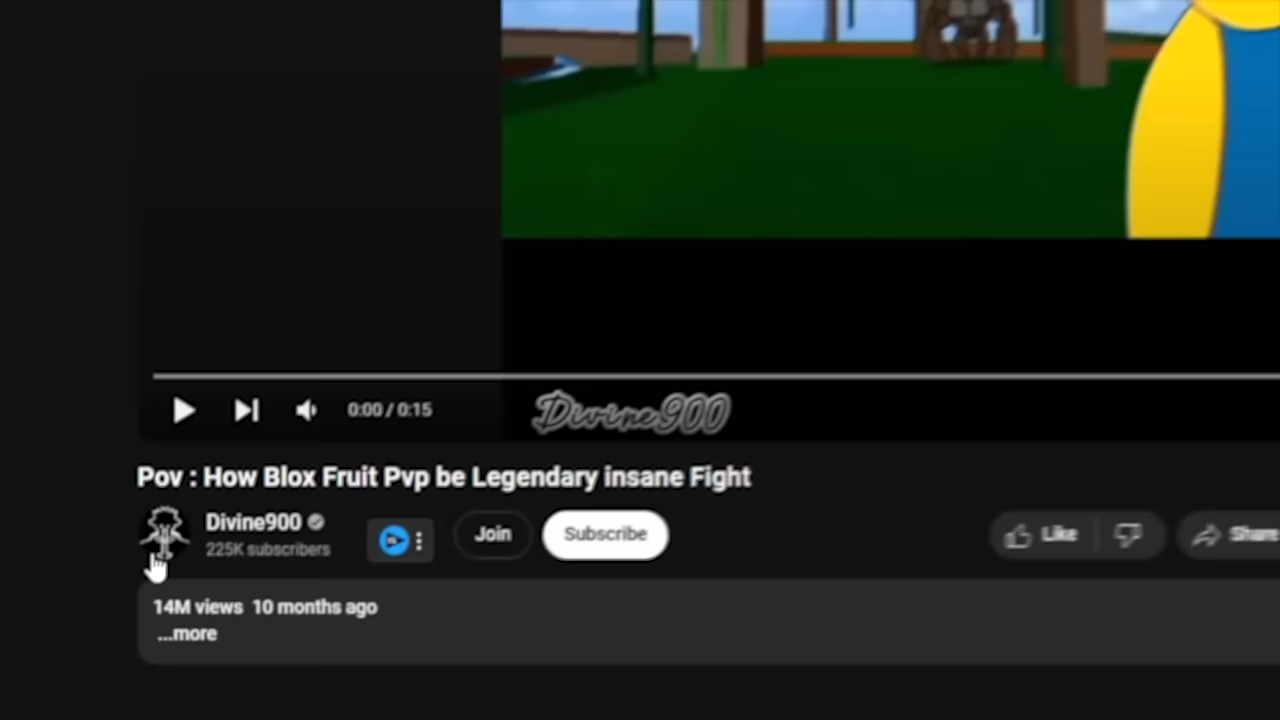 0:00 / 0:15
Divine900
Pov : How Blox Fruit Pvp be Legendary insane Fight
Divine900
225K subscribers
Join
Subscribe
Like
Share
14M views 10 months ago
...more